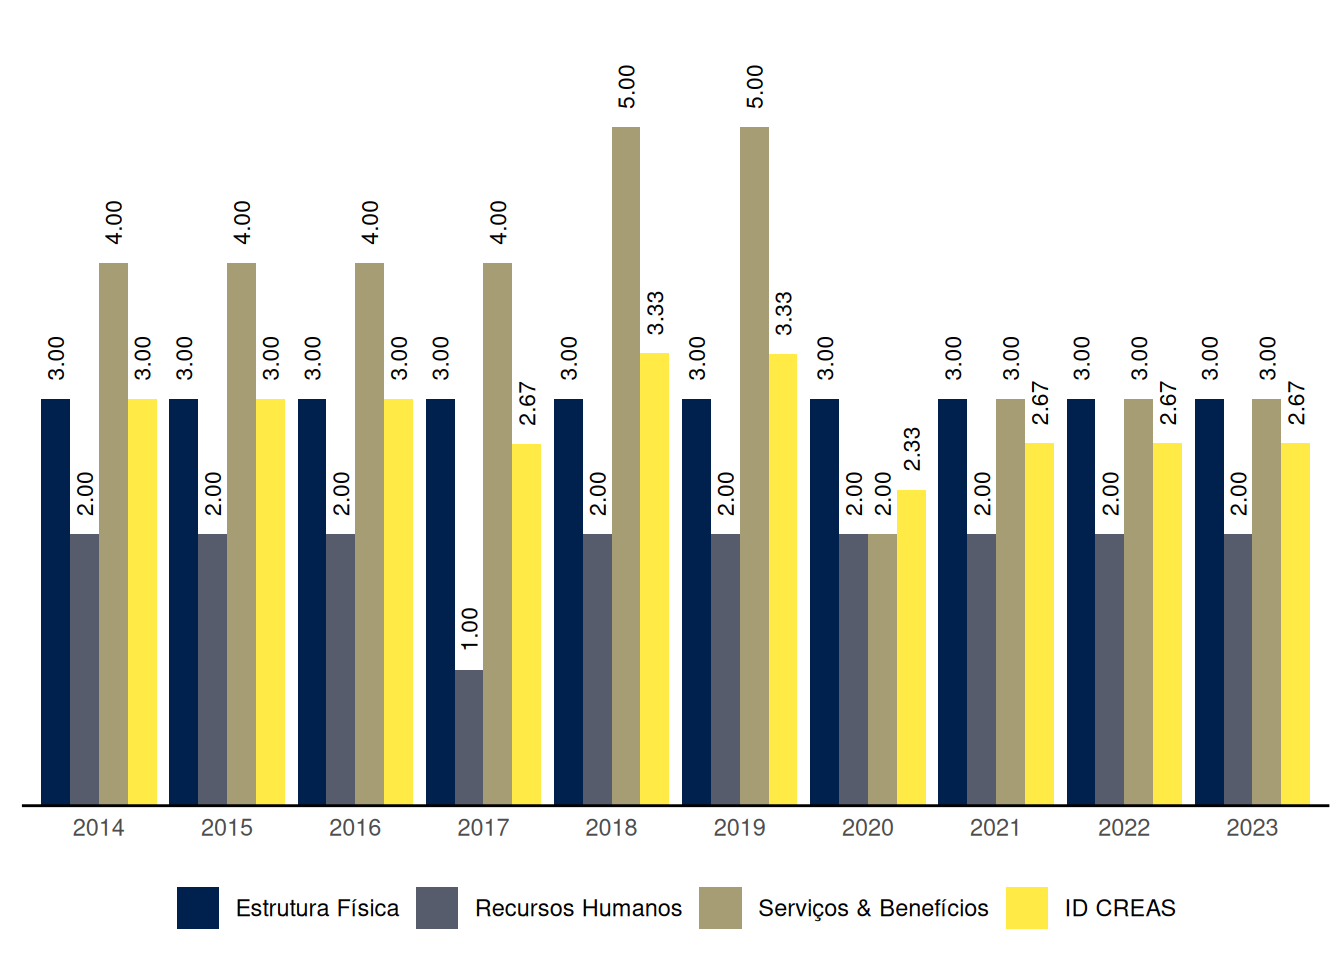 5.00 5.00
4.00 4.00 4.00 4.00
3.33 3.33
3.00 3.00 3.00 3.00 3.00 3.00 3.00 3.00 3.00 3.00 3.00 3.00 3.00 3.00 3.00 3.00
2.67 2.67 2.67 2.67
2.33
2.00 2.00 2.00 2.00 2.00 2.00 2.00 2.00 2.00 2.00
1.00
2014 2015 2016 2017 2018 2019 2020 2021 2022 2023
Estrutura Física Recursos Humanos Serviços & Benefícios ID CREAS